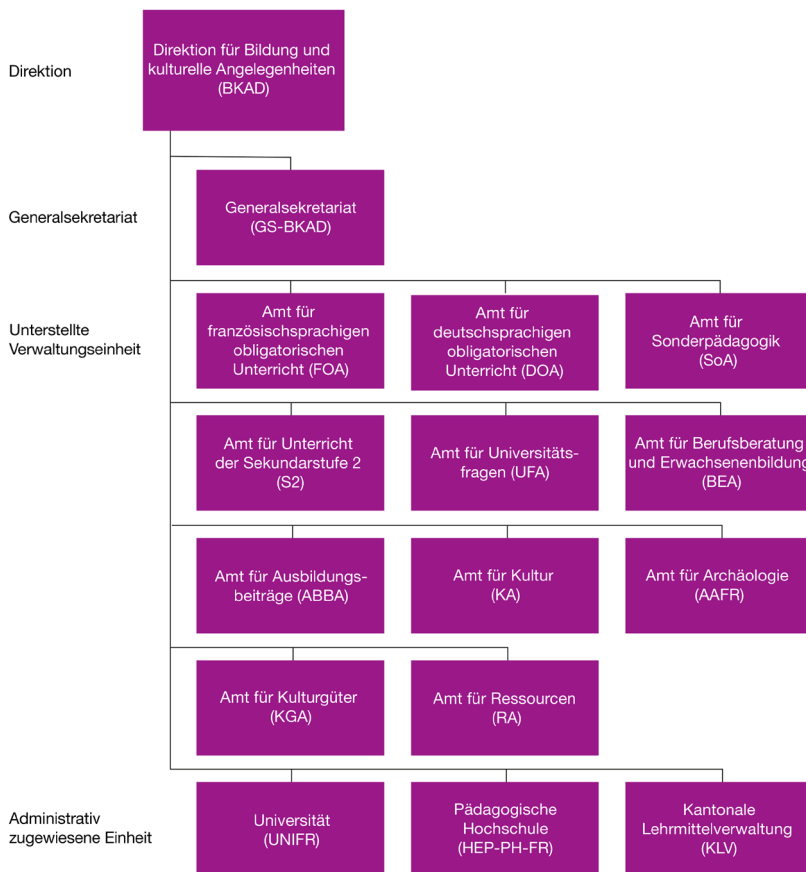 Direktion
Direktion für Bildung und
kulturelle Angelegenheiten
(BKAD)
Generalsekretariat
Generalsekretariat
(GS-BKAD)
Unterstellte
Verwaltungseinheit
Amt für
französischsprachigen
obligatorischen
Unterricht (FOA)
Amt für
deutschsprachigen
obligatorischen
Unterricht (DOA)
Amt für
Sonderpädagogik
(SoA)
Amt für Unterricht
der Sekundarstufe 2
(S2)
Amt für Universitäts-
fragen (UFA)
Amt für Berufsberatung
und Erwachsenenbildung
(BEA)
Amt für Ausbildungs-
beiträge (ABBA)
Amt für Kultur
(KA)
Amt für Archäologie
(AAFR)
Amt für Kulturgüter
(KGA)
Amt für Ressourcen
(RA)
Administrativ
zugewiesene Einheit
Universität
(UNIFR)
Pädagogische
Hochschule
(HEP-PH-FR)
Kantonale
Lehrmittelverwaltung
(KLV)